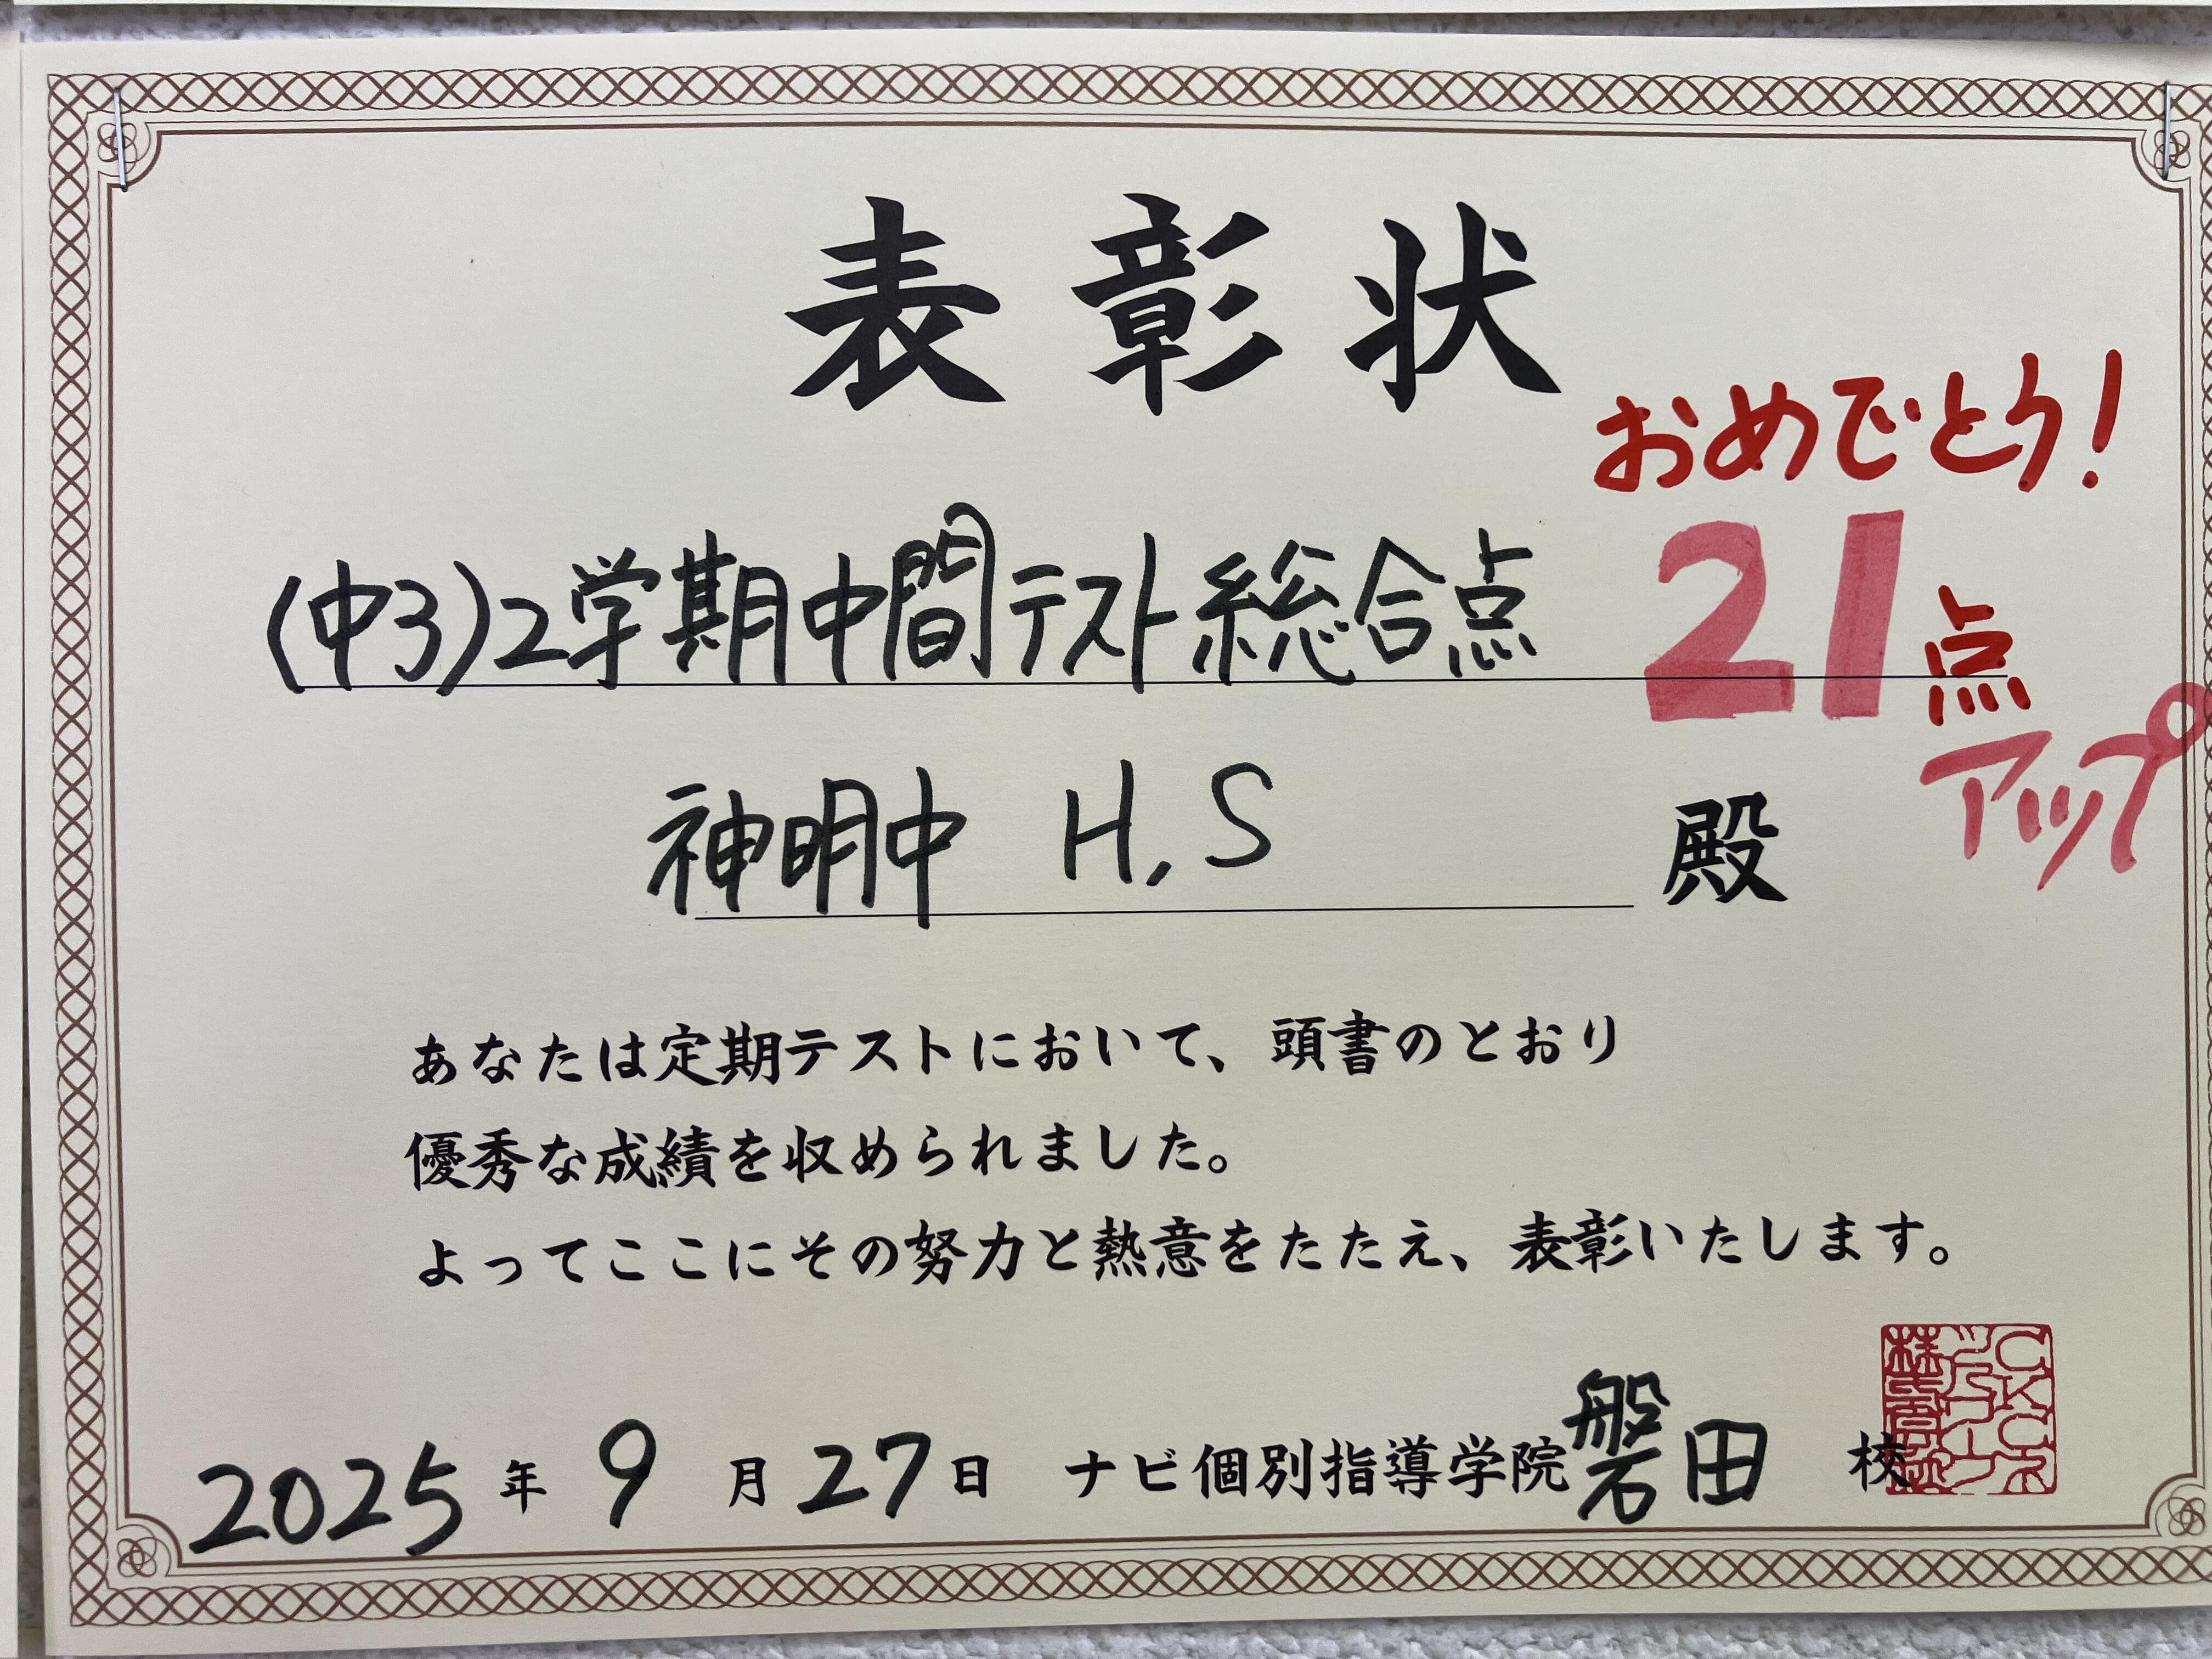 表彰状
おめでとう!
(中3)2学期中間テスト総合点 21点
アップ
神明中 H.S 殿
あなたは定期テストにおいて、頭書のとおり
優秀な成績を収められました。
よってここにその努力と熱意をたたえ、表彰いたします。
2025年 9月27日 ナビ個別指導学院 磐田 校